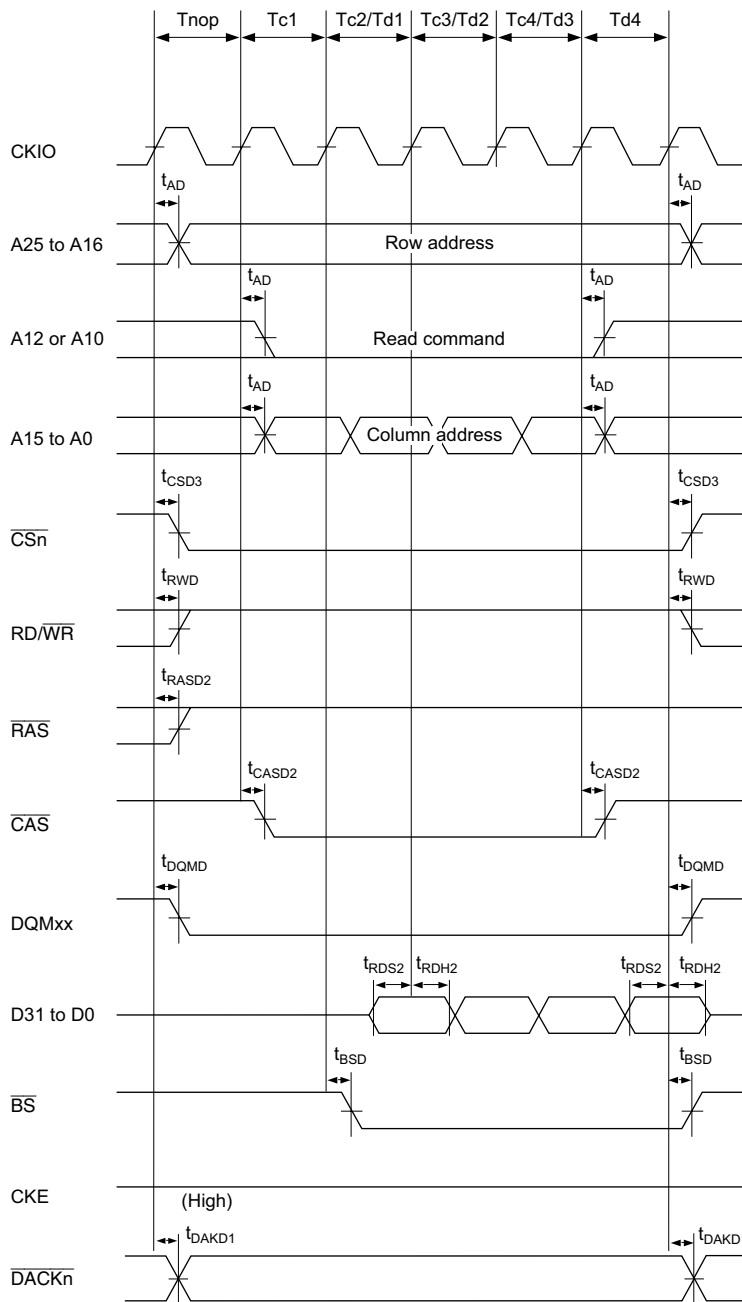 Tnop Tc1 Tc2/Td1 Tc3/Td2 Tc4/Td3 Td4
CKIO
tAD tAD
A25 to A16 Row address
tAD tAD
A12 or A10 Read command
tAD tAD
A15 to A0 Column address
tCSD3 tCSD3
CSn
tRWD tRWD
RD/WR
tRASD2
RAS
tCASD2 tCASD2
CAS
tDQMD tDQMD
DQMxx
tRDS2 tRDH2 tRDS2 tRDH2
D31 to D0
tBSD tBSD
BS
CKE (High)
tDAKD1 tDAKD
DACKn